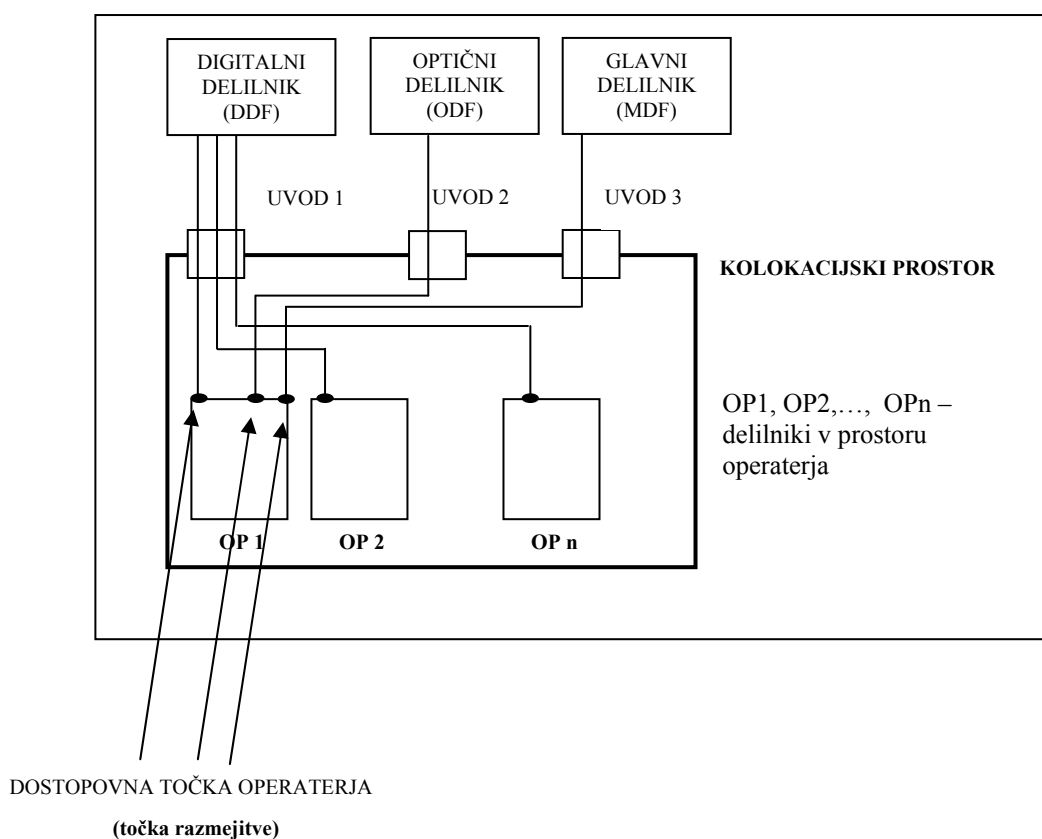 DIGITALNI
DELILNIK
(DDF)
OPTIČNI
DELILNIK
(ODF)
GLAVNI
DELILNIK
(MDF)
UVOD 1
UVOD 2
UVOD 3
KOLOKACIJSKI PROSTOR
OP1, OP2,…, OPn –
delilniki v prostoru
operaterja
OP 1
OP 2
OP n
DOSTOPOVNA TOČKA OPERATERJA
(točka razmejitve)